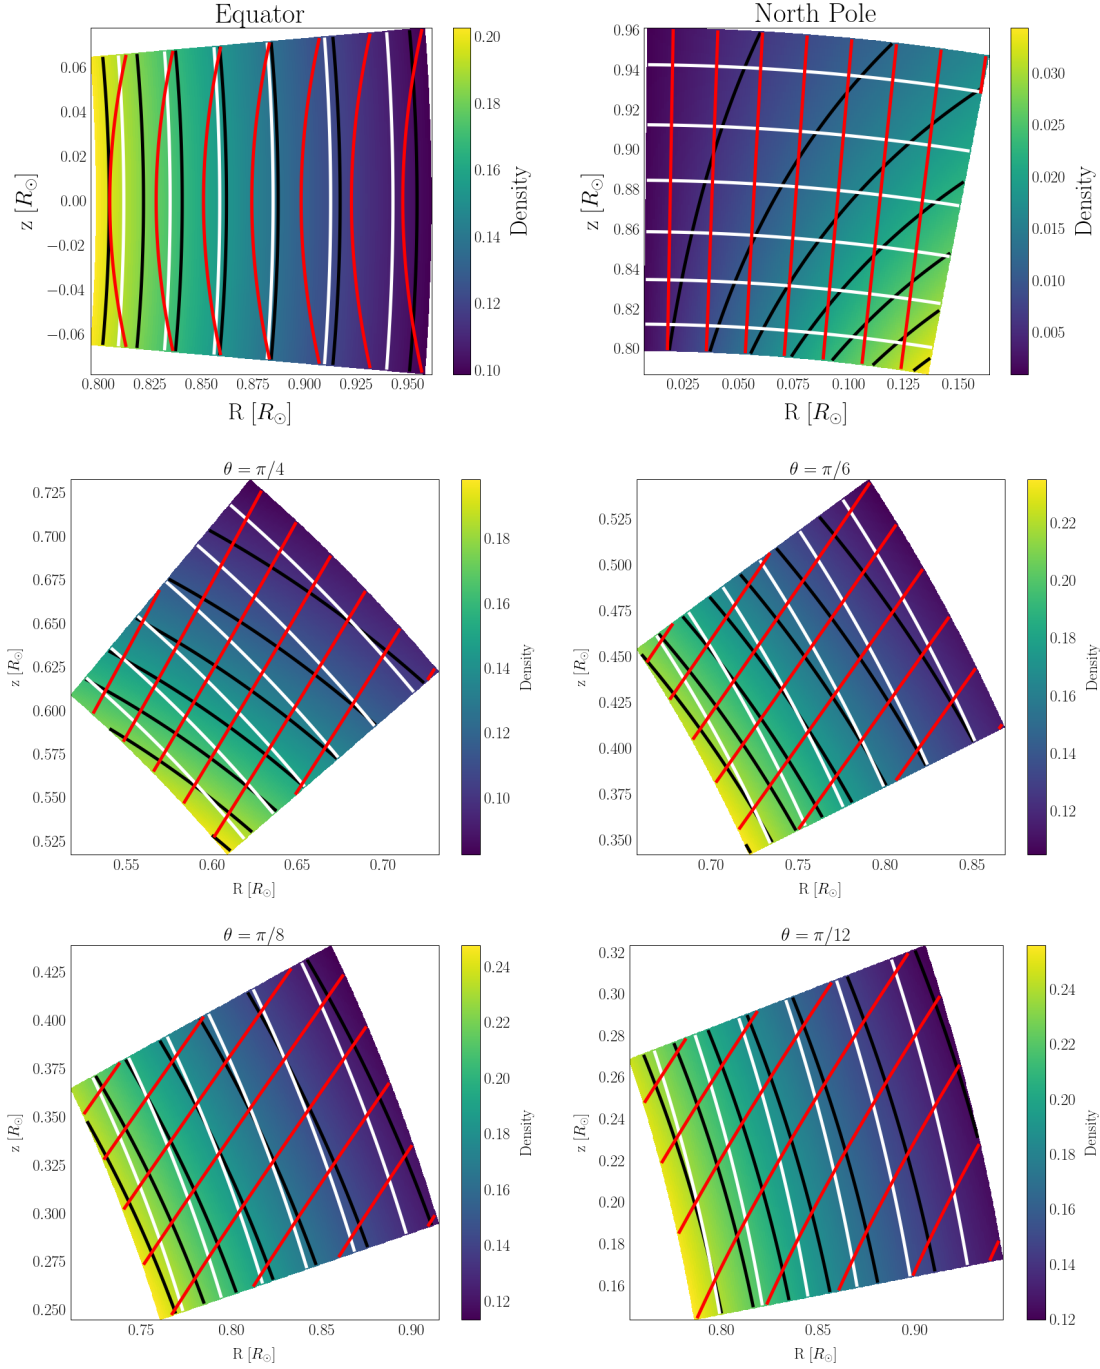 Equator
0.06
0.04
0.02
0.00
−0.02
−0.04
−0.06
z [R⊙]
0.800 0.825 0.850 0.875 0.900 0.925 0.950
R [R⊙]
0.20
0.18
0.16
0.14
0.12
0.10
Density
North Pole
0.96
0.94
0.92
0.90
0.88
0.86
0.84
0.82
0.80
z [R⊙]
0.025 0.050 0.075 0.100 0.125 0.150
R [R⊙]
0.030
0.025
0.020
0.015
0.010
0.005
Density
θ = π/4
0.725
0.700
0.675
0.650
0.625
0.600
0.575
0.550
0.525
z [R⊙]
0.55 0.60 0.65 0.70
R [R⊙]
0.18
0.16
0.14
0.12
0.10
Density
θ = π/6
0.525
0.500
0.475
0.450
0.425
0.400
0.375
0.350
z [R⊙]
0.70 0.75 0.80 0.85
R [R⊙]
0.22
0.20
0.18
0.16
0.14
0.12
Density
θ = π/8
0.425
0.400
0.375
0.350
0.325
0.300
0.275
0.250
z [R⊙]
0.75 0.80 0.85 0.90
R [R⊙]
0.24
0.22
0.20
0.18
0.16
0.14
0.12
Density
θ = π/12
0.32
0.30
0.28
0.26
0.24
0.22
0.20
0.18
0.16
z [R⊙]
0.80 0.85 0.90
R [R⊙]
0.24
0.22
0.20
0.18
0.16
0.14
0.12
Density